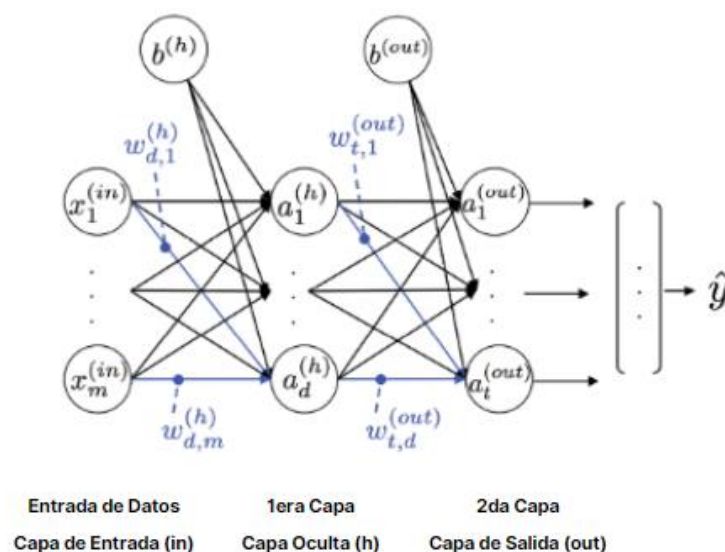 b^(h) b^(out)
w_{d,1}^(h) w_{t,1}^(out)
x_1^(in) a_1^(h) a_1^(out)
ŷ
x_m^(in) a_d^(h) a_t^(out)
w_{d,m}^(h) w_{t,d}^(out)
Entrada de Datos 1era Capa 2da Capa
Capa de Entrada (in) Capa Oculta (h) Capa de Salida (out)